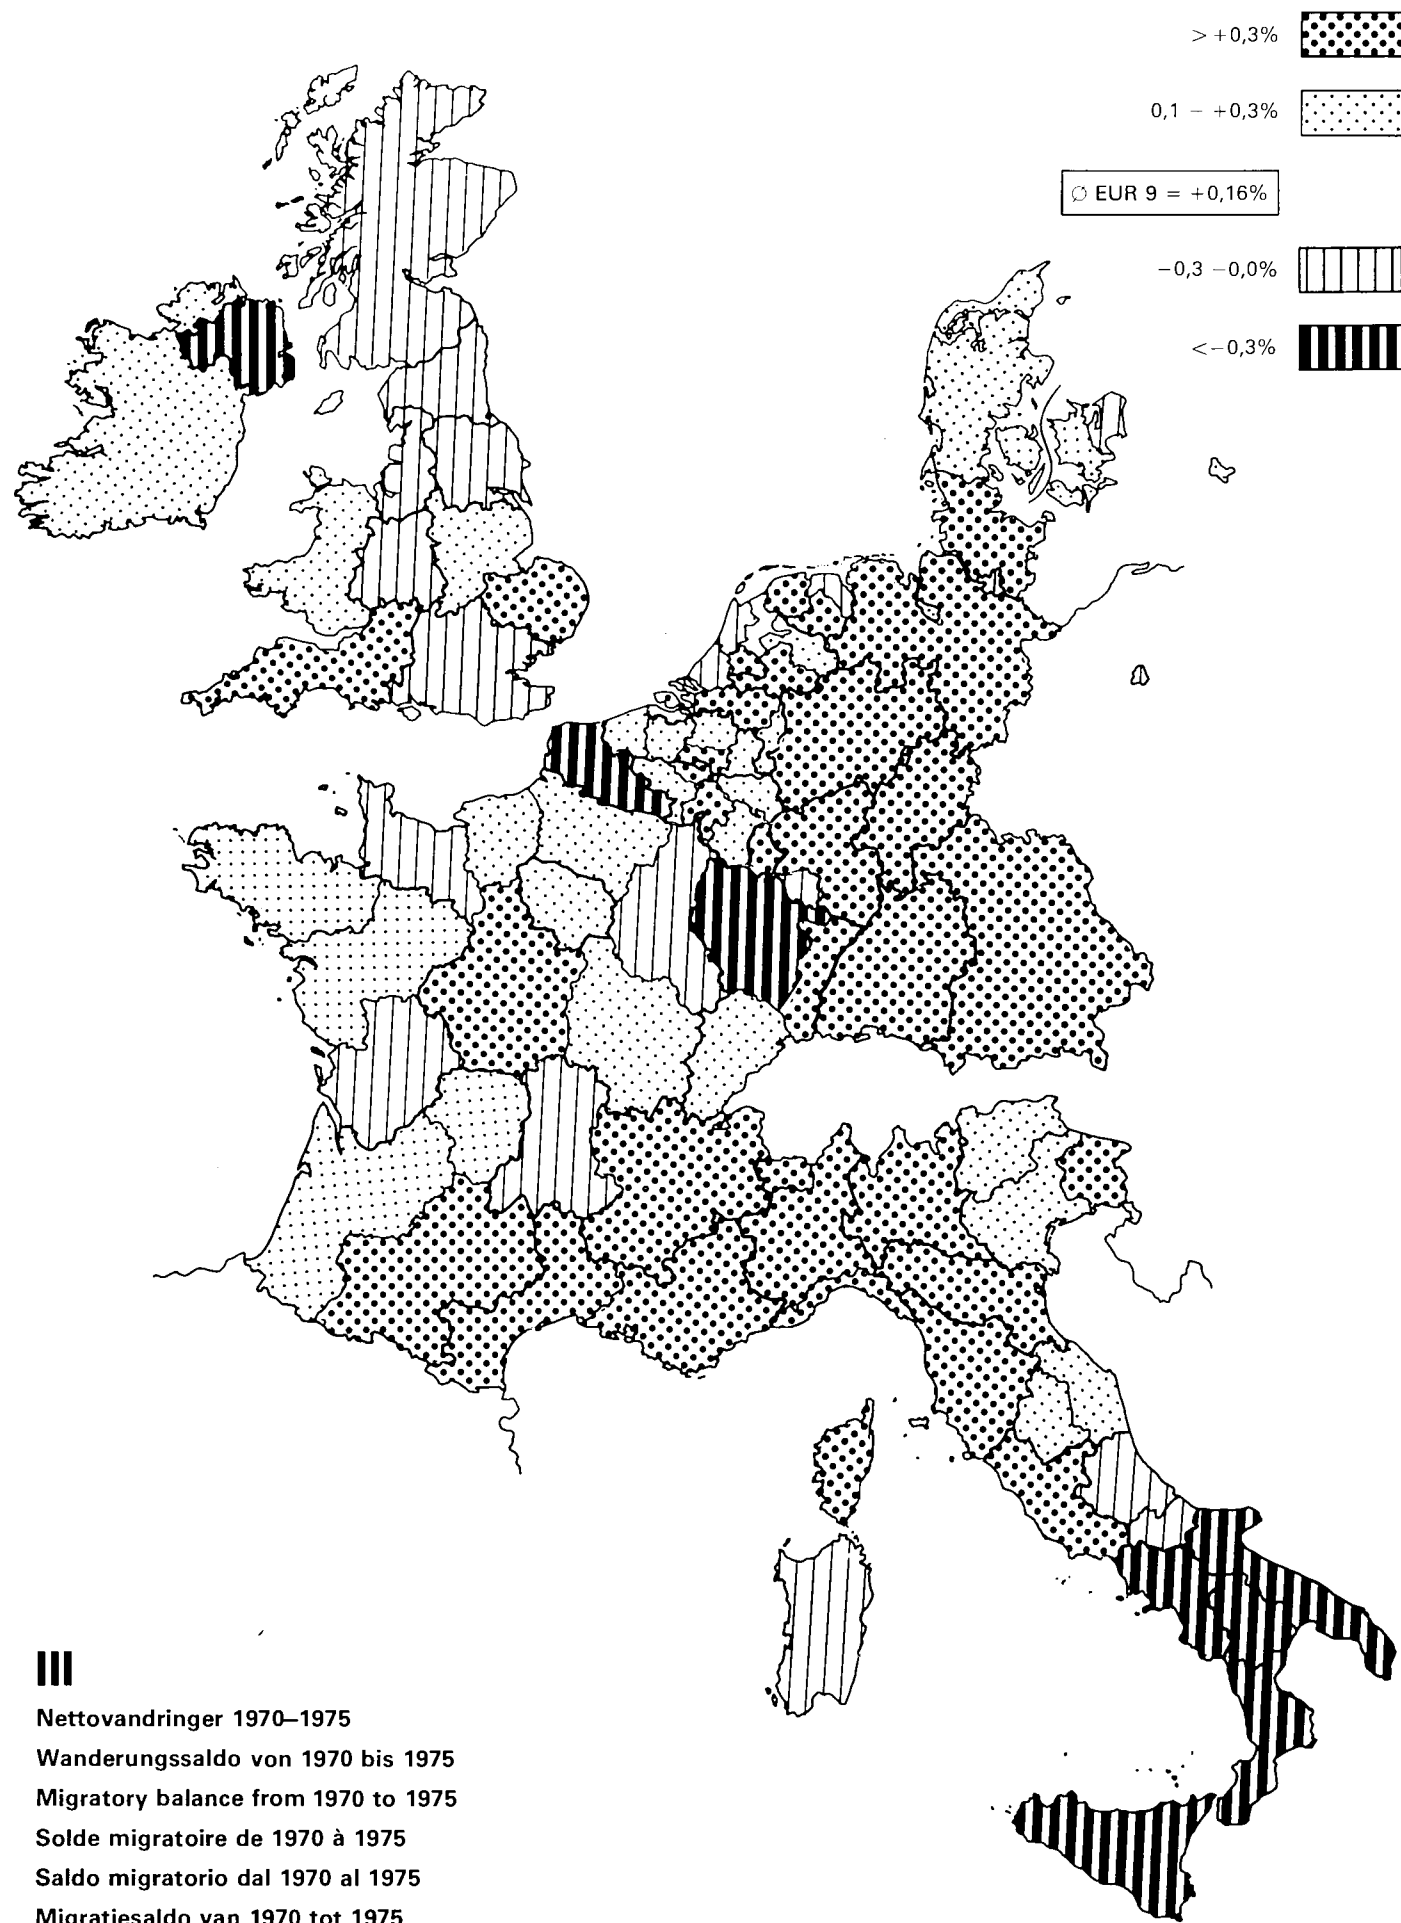 > +0,3%
0,1 – +0,3%
∅ EUR 9 = +0,16%
–0,3 –0,0%
<–0,3%
III
Nettovandringer 1970–1975
Wanderungssaldo von 1970 bis 1975
Migratory balance from 1970 to 1975
Solde migratoire de 1970 à 1975
Saldo migratorio dal 1970 al 1975
Migratiesaldo van 1970 tot 1975